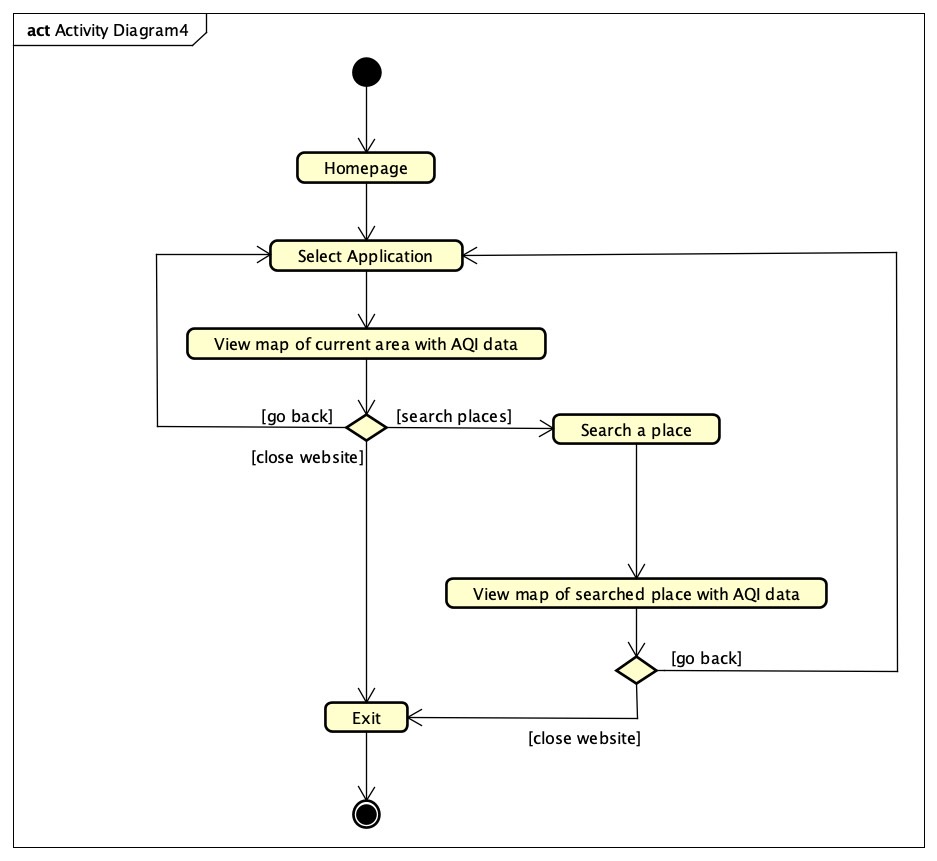 act Activity Diagram4
Homepage
Select Application
View map of current area with AQI data
[go back]
[search places]
Search a place
[close website]
View map of searched place with AQI data
[go back]
Exit
[close website]